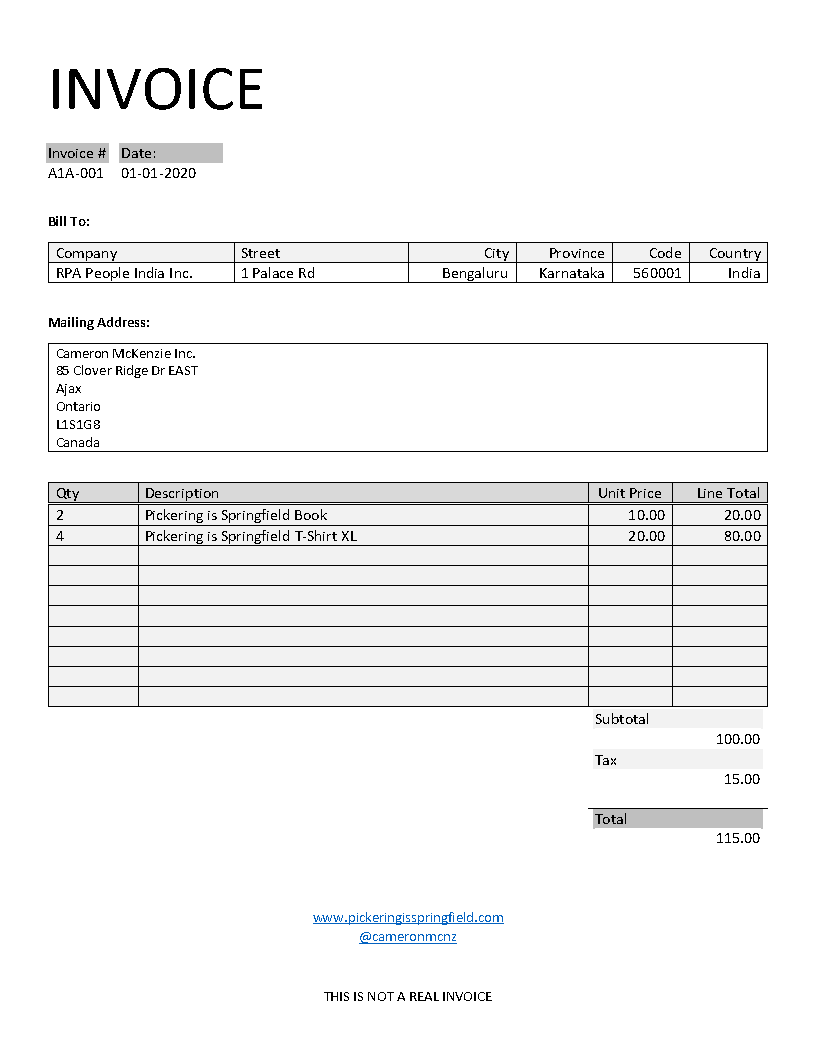 INVOICE
Invoice # Date:
A1A-001 01-01-2020
Bill To:
Company Street City Province Code Country
RPA People India Inc. 1 Palace Rd Bengaluru Karnataka 560001 India
Mailing Address:
Cameron McKenzie Inc.
85 Clover Ridge Dr EAST
Ajax
Ontario
L1S1G8
Canada
Qty Description Unit Price Line Total
2 Pickering is Springfield Book 10.00 20.00
4 Pickering is Springfield T-Shirt XL 20.00 80.00
Subtotal
100.00
Tax
15.00
Total
115.00
www.pickeringisspringfield.com
@cameronmcnz
THIS IS NOT A REAL INVOICE